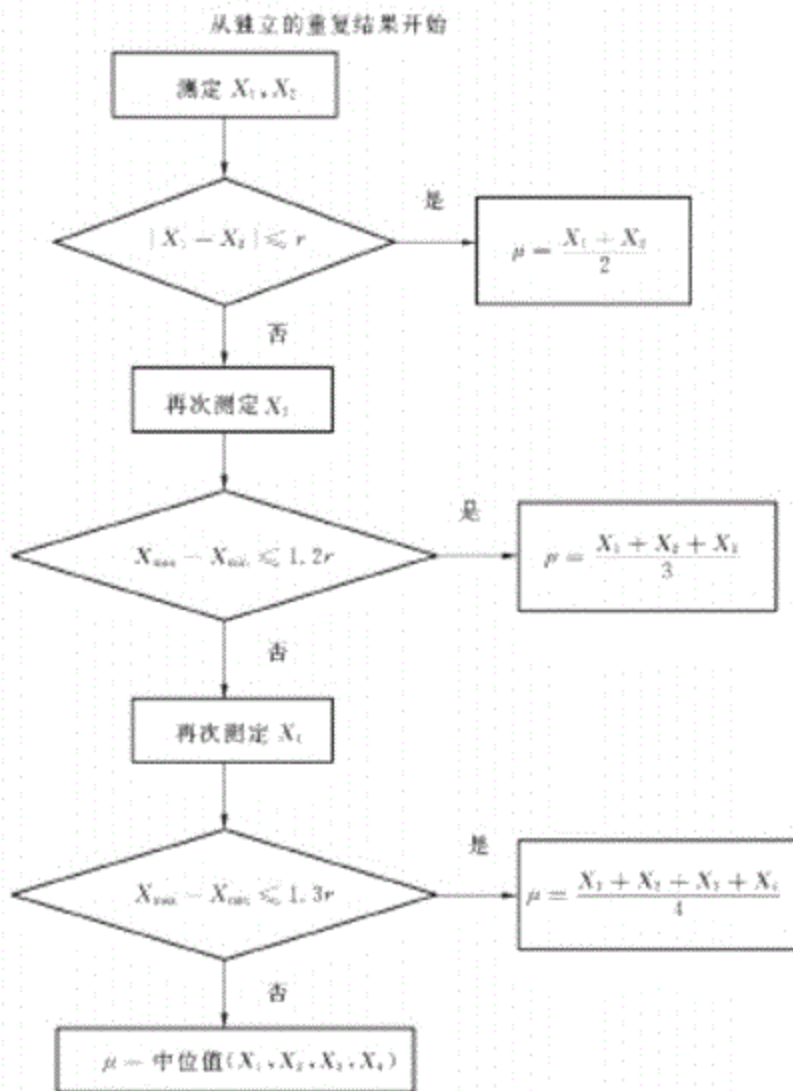 从独立的重复结果开始
测定 X₁,X₂
|X₁ − X₂| ⩽ r
是
μ = (X₁ + X₂)/2
否
再次测定 X₃
X_max − X_min ⩽ 1.2r
是
μ = (X₁ + X₂ + X₃)/3
否
再次测定 X₄
X_max − X_min ⩽ 1.3r
是
μ = (X₁ + X₂ + X₃ + X₄)/4
否
μ = 中位值(X₁,X₂,X₃,X₄)